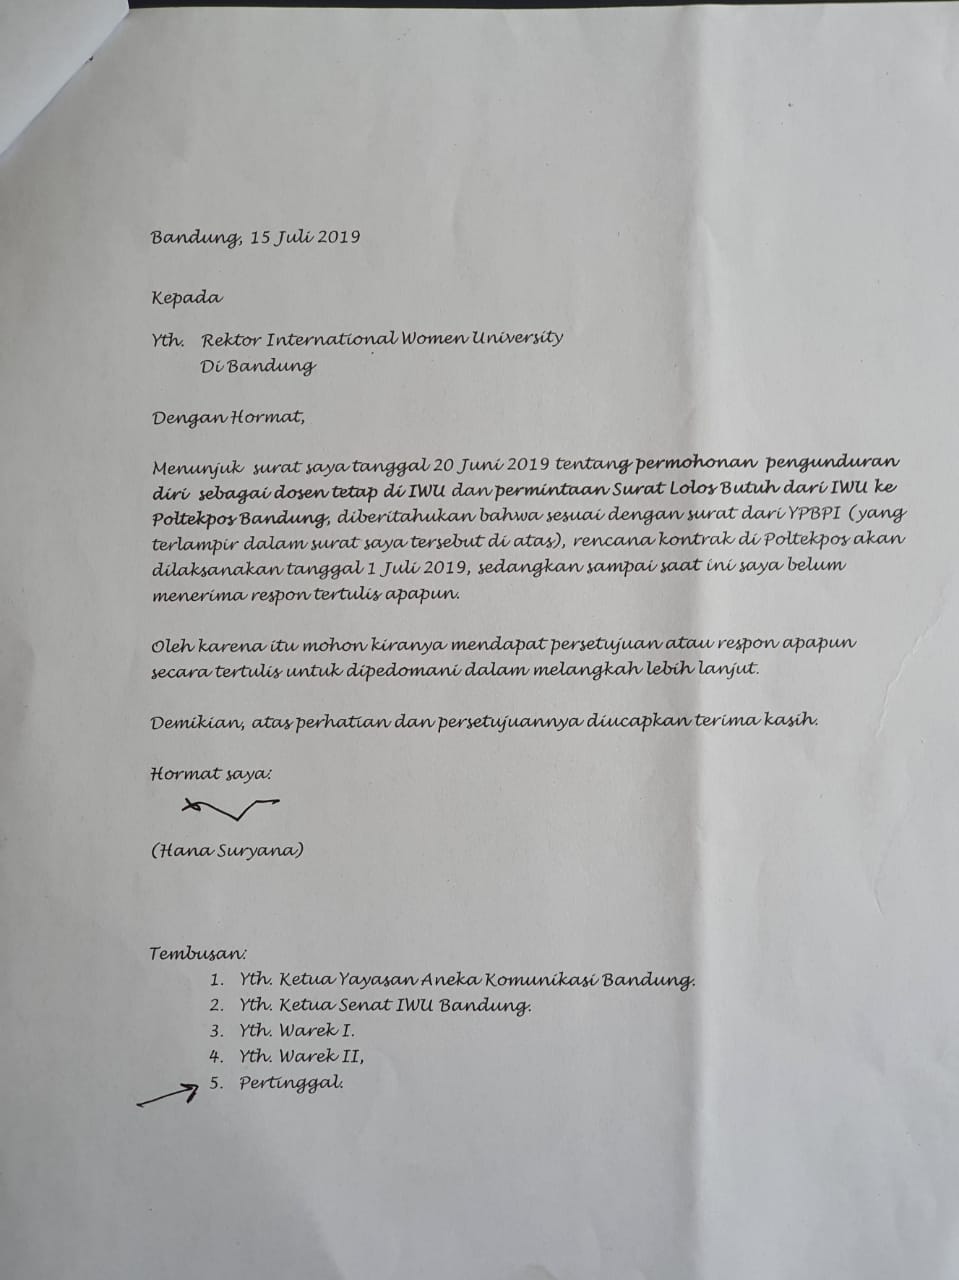 Bandung, 15 Juli 2019
Kepada
Yth. Rektor International Women University
Di Bandung
Dengan Hormat,
Menunjuk surat saya tanggal 20 Juni 2019 tentang permohonan pengunduran
diri sebagai dosen tetap di IWU dan permintaan Surat Lolos Butuh dari IWU ke
Poltekpos Bandung, diberitahukan bahwa sesuai dengan surat dari YPBPI (yang
terlampir dalam surat saya tersebut di atas), rencana kontrak di Poltekpos akan
dilaksanakan tanggal 1 Juli 2019, sedangkan sampai saat ini saya belum
menerima respon tertulis apapun.
Oleh karena itu mohon kiranya mendapat persetujuan atau respon apapun
secara tertulis untuk dipedomani dalam melangkah lebih lanjut.
Demikian, atas perhatian dan persetujuannya diucapkan terima kasih.
Hormat saya:
(Hana Suryana)
Tembusan:
1. Yth. Ketua Yayasan Aneka Komunikasi Bandung.
2. Yth. Ketua Senat IWU Bandung.
3. Yth. Warek I.
4. Yth. Warek II,
5. Pertinggal.